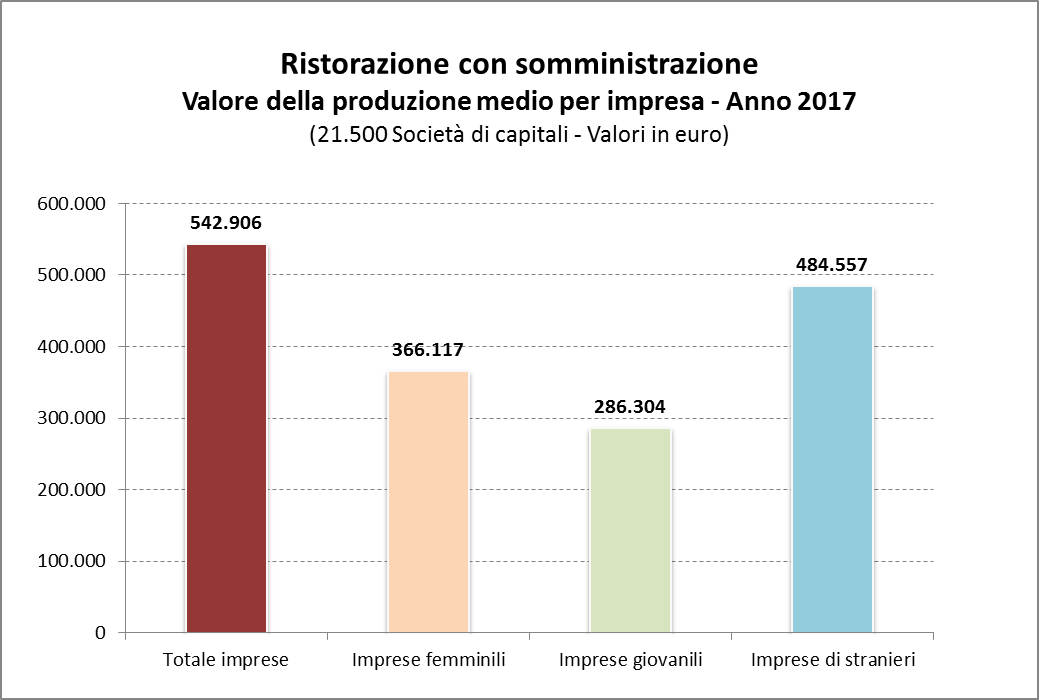 Ristorazione con somministrazione
Valore della produzione medio per impresa - Anno 2017
(21.500 Società di capitali - Valori in euro)
600.000
500.000
400.000
300.000
200.000
100.000
0
542.906
366.117
286.304
484.557
Totale imprese
Imprese femminili
Imprese giovanili
Imprese di stranieri